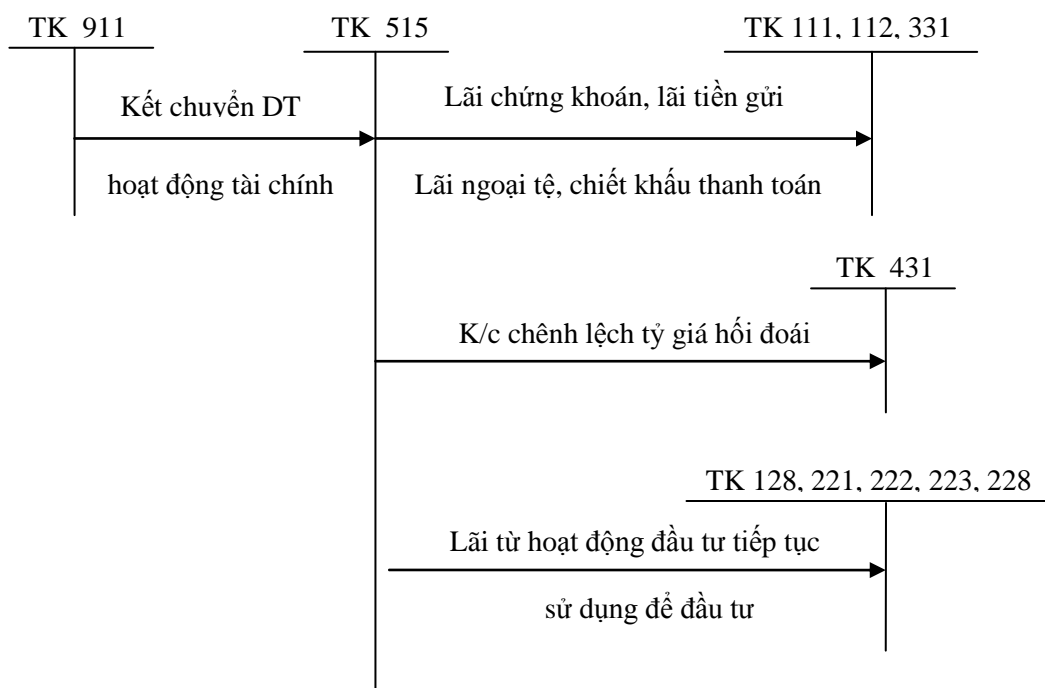 TK 911
TK 515
TK 111, 112, 331
Kết chuyển DT
hoạt động tài chính
Lãi chứng khoán, lãi tiền gửi
Lãi ngoại tệ, chiết khấu thanh toán
TK 431
K/c chênh lệch tỷ giá hối đoái
TK 128, 221, 222, 223, 228
Lãi từ hoạt động đầu tư tiếp tục
sử dụng để đầu tư